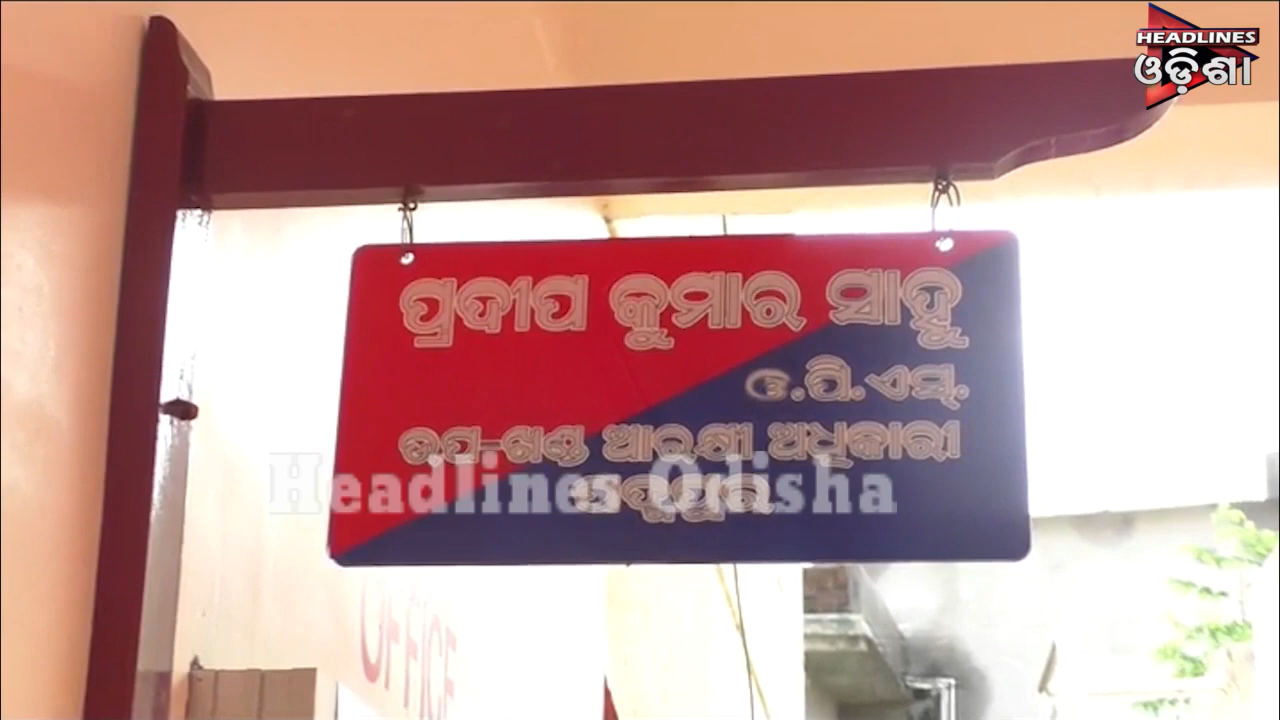 HEADLINES
ଓଡ଼ିଶା
ପ୍ରଦୀପ କୁମାର ସାହୁ
ଓ.ପି.ଏସ୍.
ଉପ-ଖଣ୍ଡ ଆରକ୍ଷୀ ଅଧିକାରୀ
Headlines Odisha
OFFICE